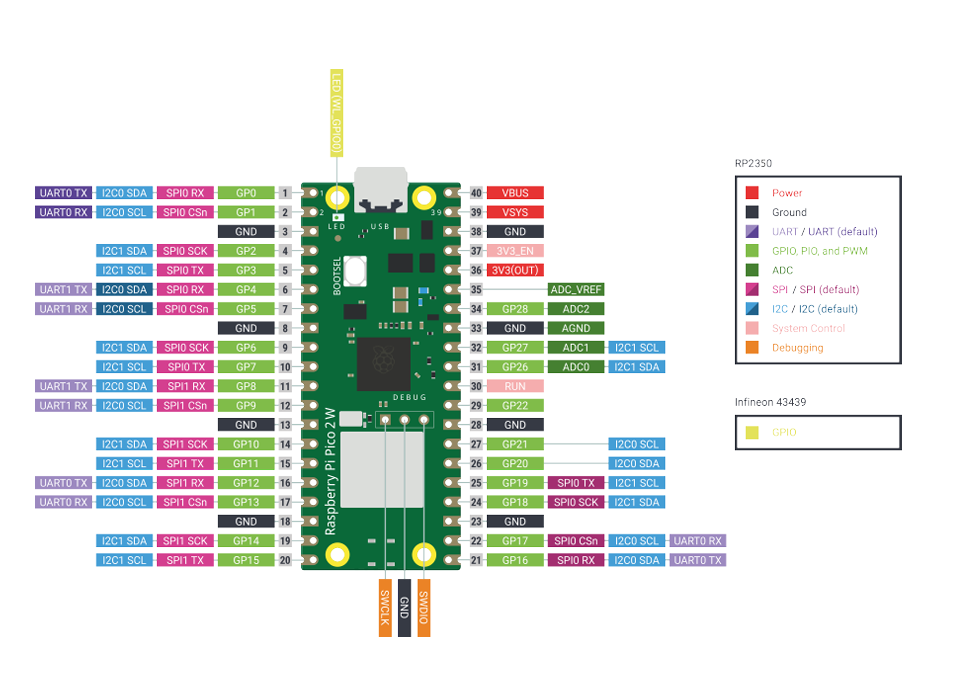 LED (WL_GPIO0)
RP2350
Power
Ground
UART / UART (default)
GPIO, PIO, and PWM
ADC
SPI / SPI (default)
I2C / I2C (default)
System Control
Debugging
Infineon 43439
GPIO
UART0 TX I2C0 SDA SPI0 RX GP0 1
UART0 RX I2C0 SCL SPI0 CSn GP1 2
GND 3
I2C1 SDA SPI0 SCK GP2 4
I2C1 SCL SPI0 TX GP3 5
UART1 TX I2C0 SDA SPI0 RX GP4 6
UART1 RX I2C0 SCL SPI0 CSn GP5 7
GND 8
I2C1 SDA SPI0 SCK GP6 9
I2C1 SCL SPI0 TX GP7 10
UART1 TX I2C0 SDA SPI1 RX GP8 11
UART1 RX I2C0 SCL SPI1 CSn GP9 12
GND 13
I2C1 SDA SPI1 SCK GP10 14
I2C1 SCL SPI1 TX GP11 15
UART0 TX I2C0 SDA SPI1 RX GP12 16
UART0 RX I2C0 SCL SPI1 CSn GP13 17
GND 18
I2C1 SDA SPI1 SCK GP14 19
I2C1 SCL SPI1 TX GP15 20
1
2
39
LED
USB
BOOTSEL
DEBUG
Raspberry Pi Pico 2 W
40 VBUS
39 VSYS
38 GND
37 3V3_EN
36 3V3(OUT)
35 ADC_VREF
34 GP28 ADC2
33 GND AGND
32 GP27 ADC1 I2C1 SCL
31 GP26 ADC0 I2C1 SDA
30 RUN
29 GP22
28 GND
27 GP21 I2C0 SCL
26 GP20 I2C0 SDA
25 GP19 SPI0 TX I2C1 SCL
24 GP18 SPI0 SCK I2C1 SDA
23 GND
22 GP17 SPI0 CSn I2C0 SCL UART0 RX
21 GP16 SPI0 RX I2C0 SDA UART0 TX
SWCLK
GND
SWDIO